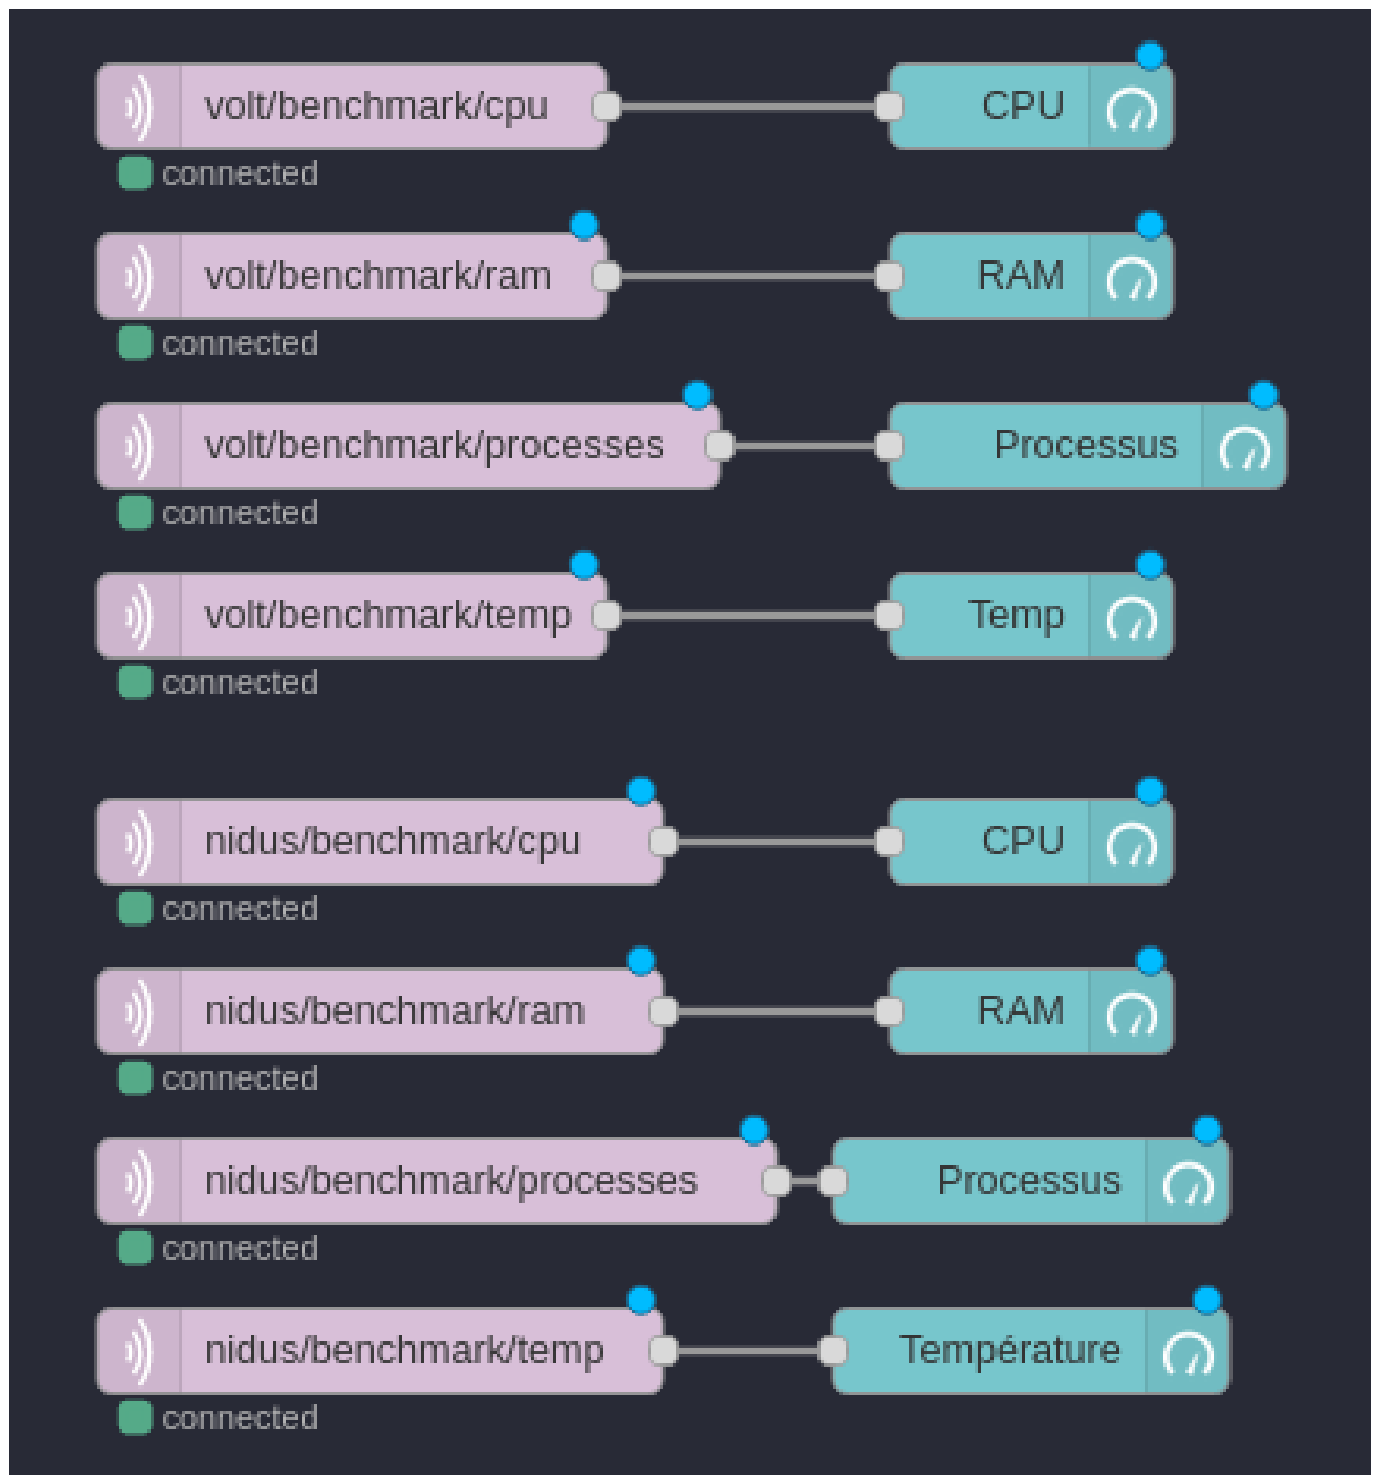 volt/benchmark/cpu CPU
connected
volt/benchmark/ram RAM
connected
volt/benchmark/processes Processus
connected
volt/benchmark/temp Temp
connected
nidus/benchmark/cpu CPU
connected
nidus/benchmark/ram RAM
connected
nidus/benchmark/processes Processus
connected
nidus/benchmark/temp Température
connected